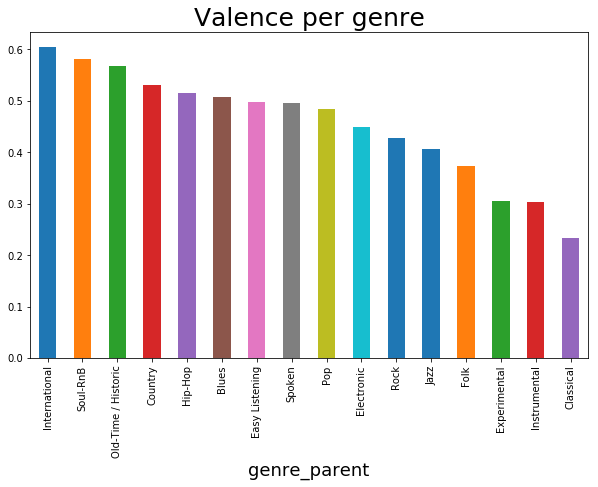 Valence per genre
0.6
0.5
0.4
0.3
0.2
0.1
0.0
International
Soul-RnB
Old-Time / Historic
Country
Hip-Hop
Blues
Easy Listening
Spoken
Pop
Electronic
Rock
Jazz
Folk
Experimental
Instrumental
Classical
genre_parent